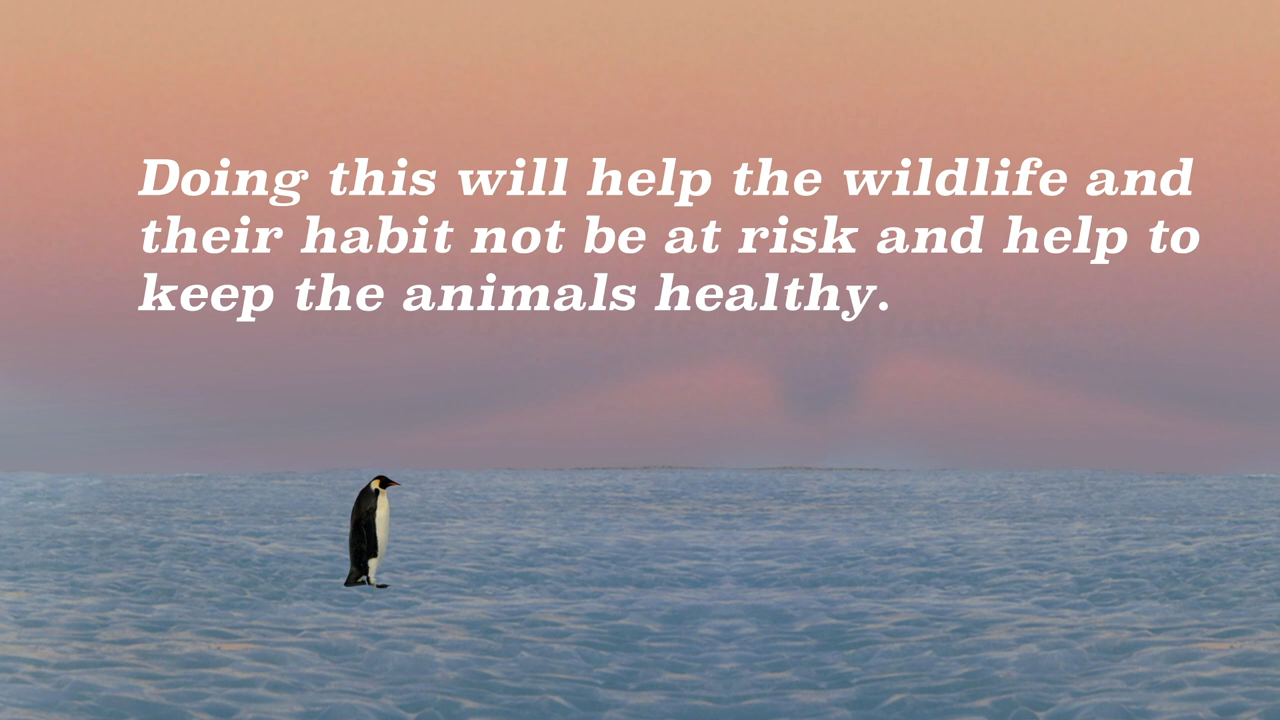 Doing this will help the wildlife and
their habit not be at risk and help to
keep the animals healthy.